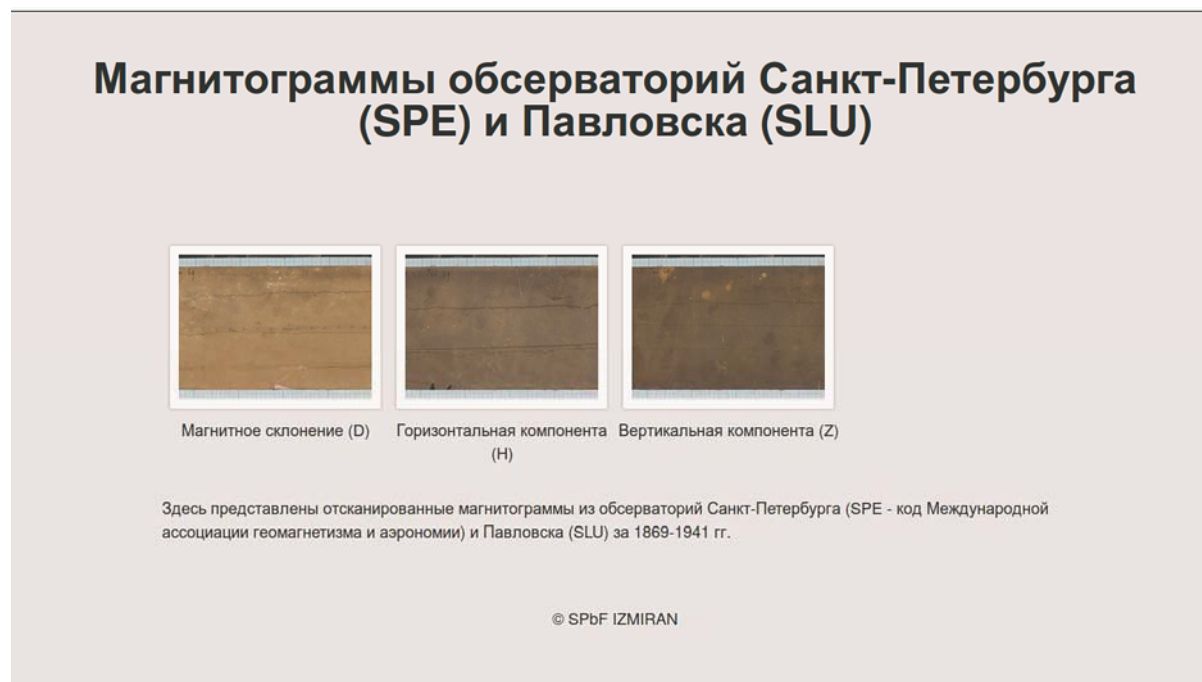 Магнитограммы обсерваторий Санкт-Петербурга
(SPE) и Павловска (SLU)
Магнитное склонение (D)
Горизонтальная компонента
(H)
Вертикальная компонента (Z)
Здесь представлены отсканированные магнитограммы из обсерваторий Санкт-Петербурга (SPE - код Международной
ассоциации геомагнетизма и аэрономии) и Павловска (SLU) за 1869-1941 гг.
© SPbF IZMIRAN